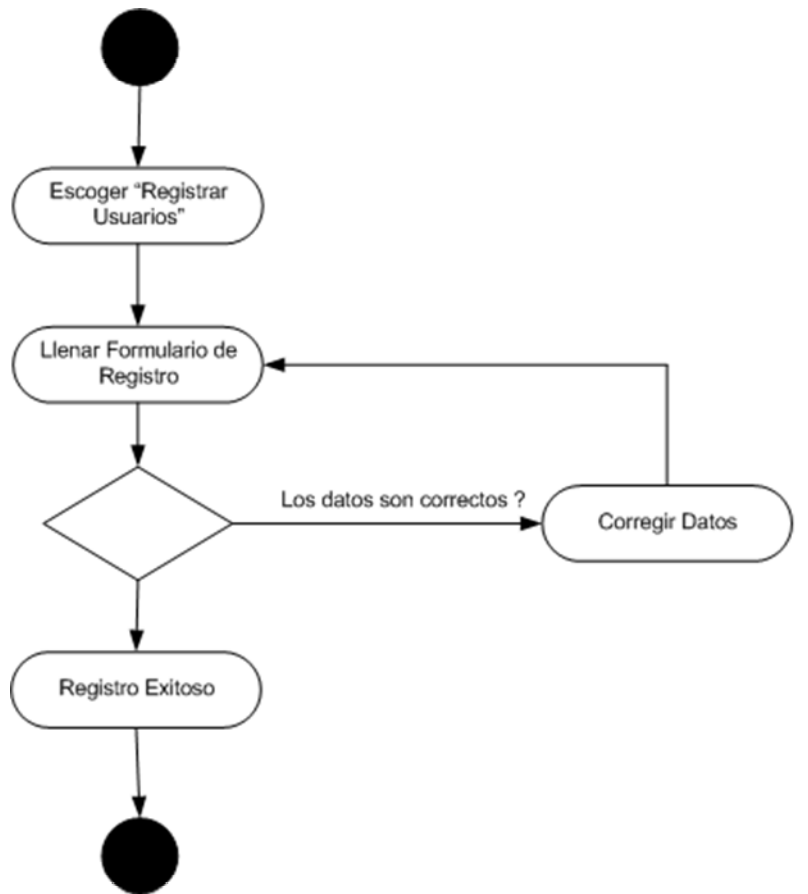 Escoger “Registrar
Usuarios”
Llenar Formulario de
Registro
Los datos son correctos ?
Corregir Datos
Registro Exitoso